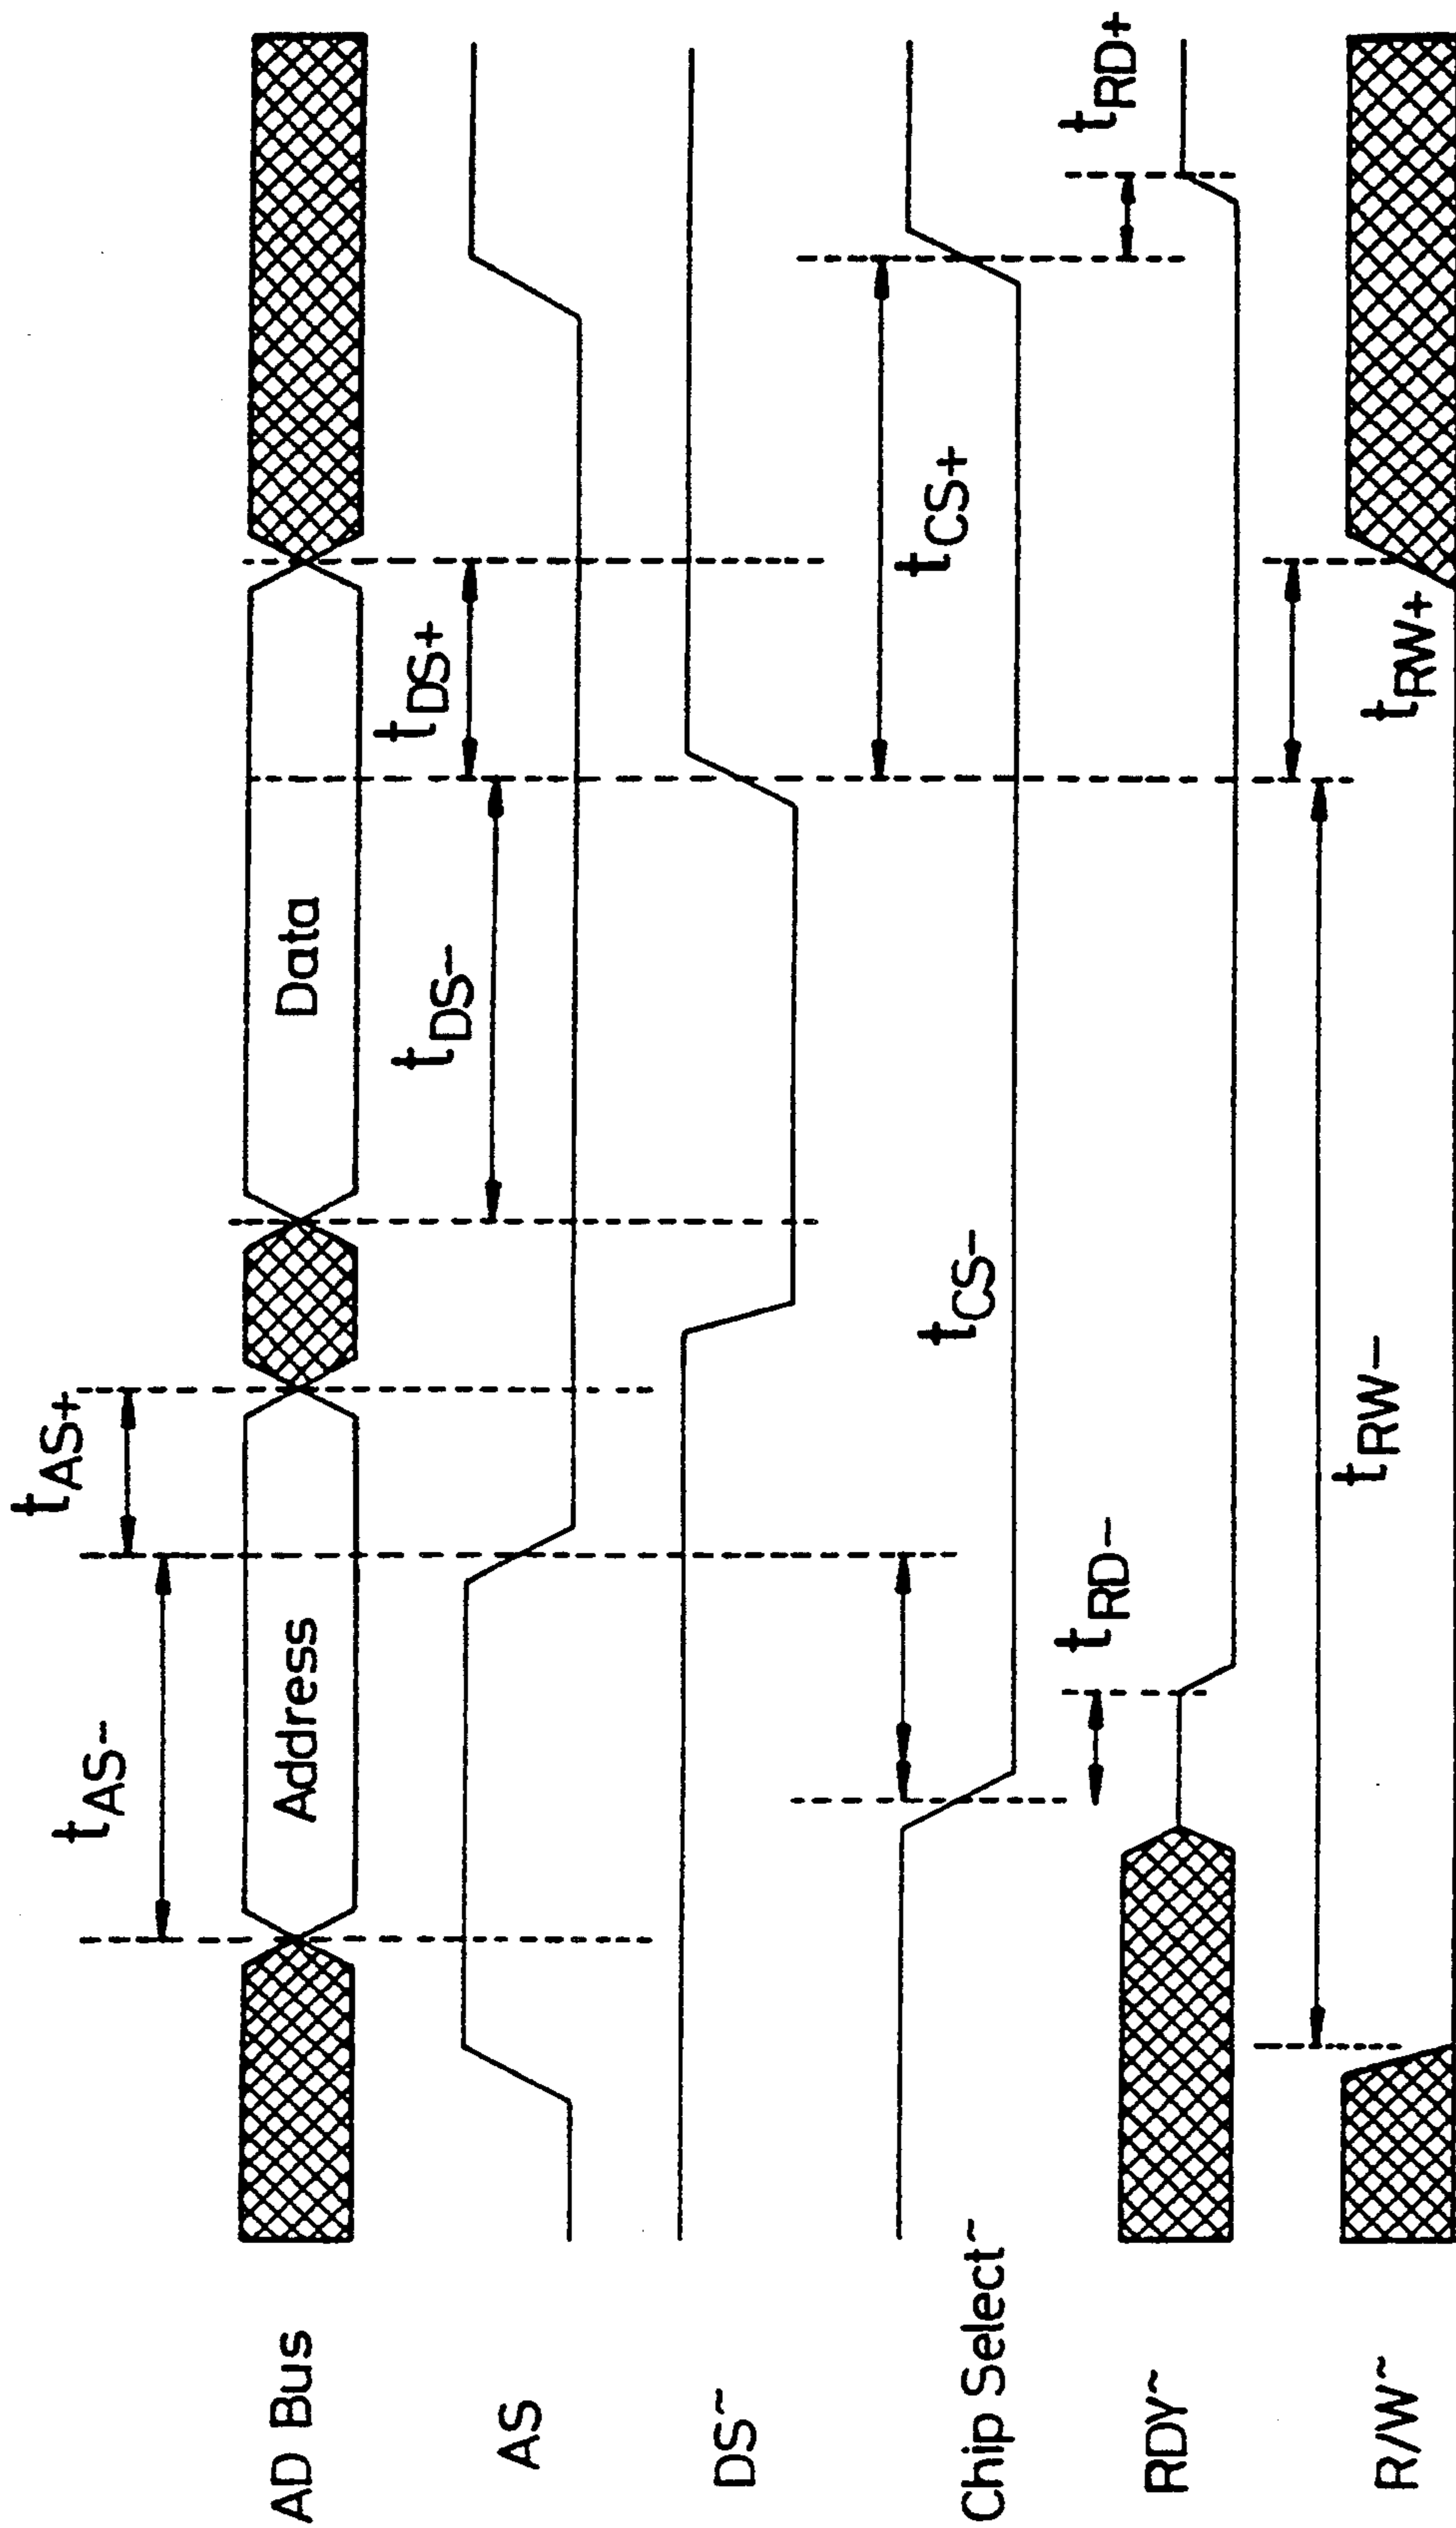 AD Bus
Address
Data
tAS-
tAS+
tDS-
tDS+
AS
DS~
Chip Select~
tCS-
tCS+
RDY~
tRD-
tRD+
R/W~
tRW-
tRW+